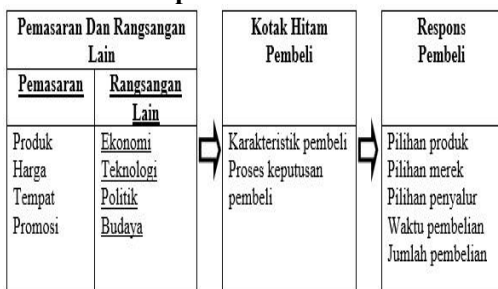 Pemasaran Dan Rangsangan
Lain
Pemasaran
Rangsangan
Lain
Produk
Harga
Tempat
Promosi
Ekonomi
Teknologi
Politik
Budaya
Kotak Hitam
Pembeli
Karakteristik pembeli
Proses keputusan
pembeli
Respons
Pembeli
Pilihan produk
Pilihan merek
Pilihan penyalur
Waktu pembelian
Jumlah pembelian